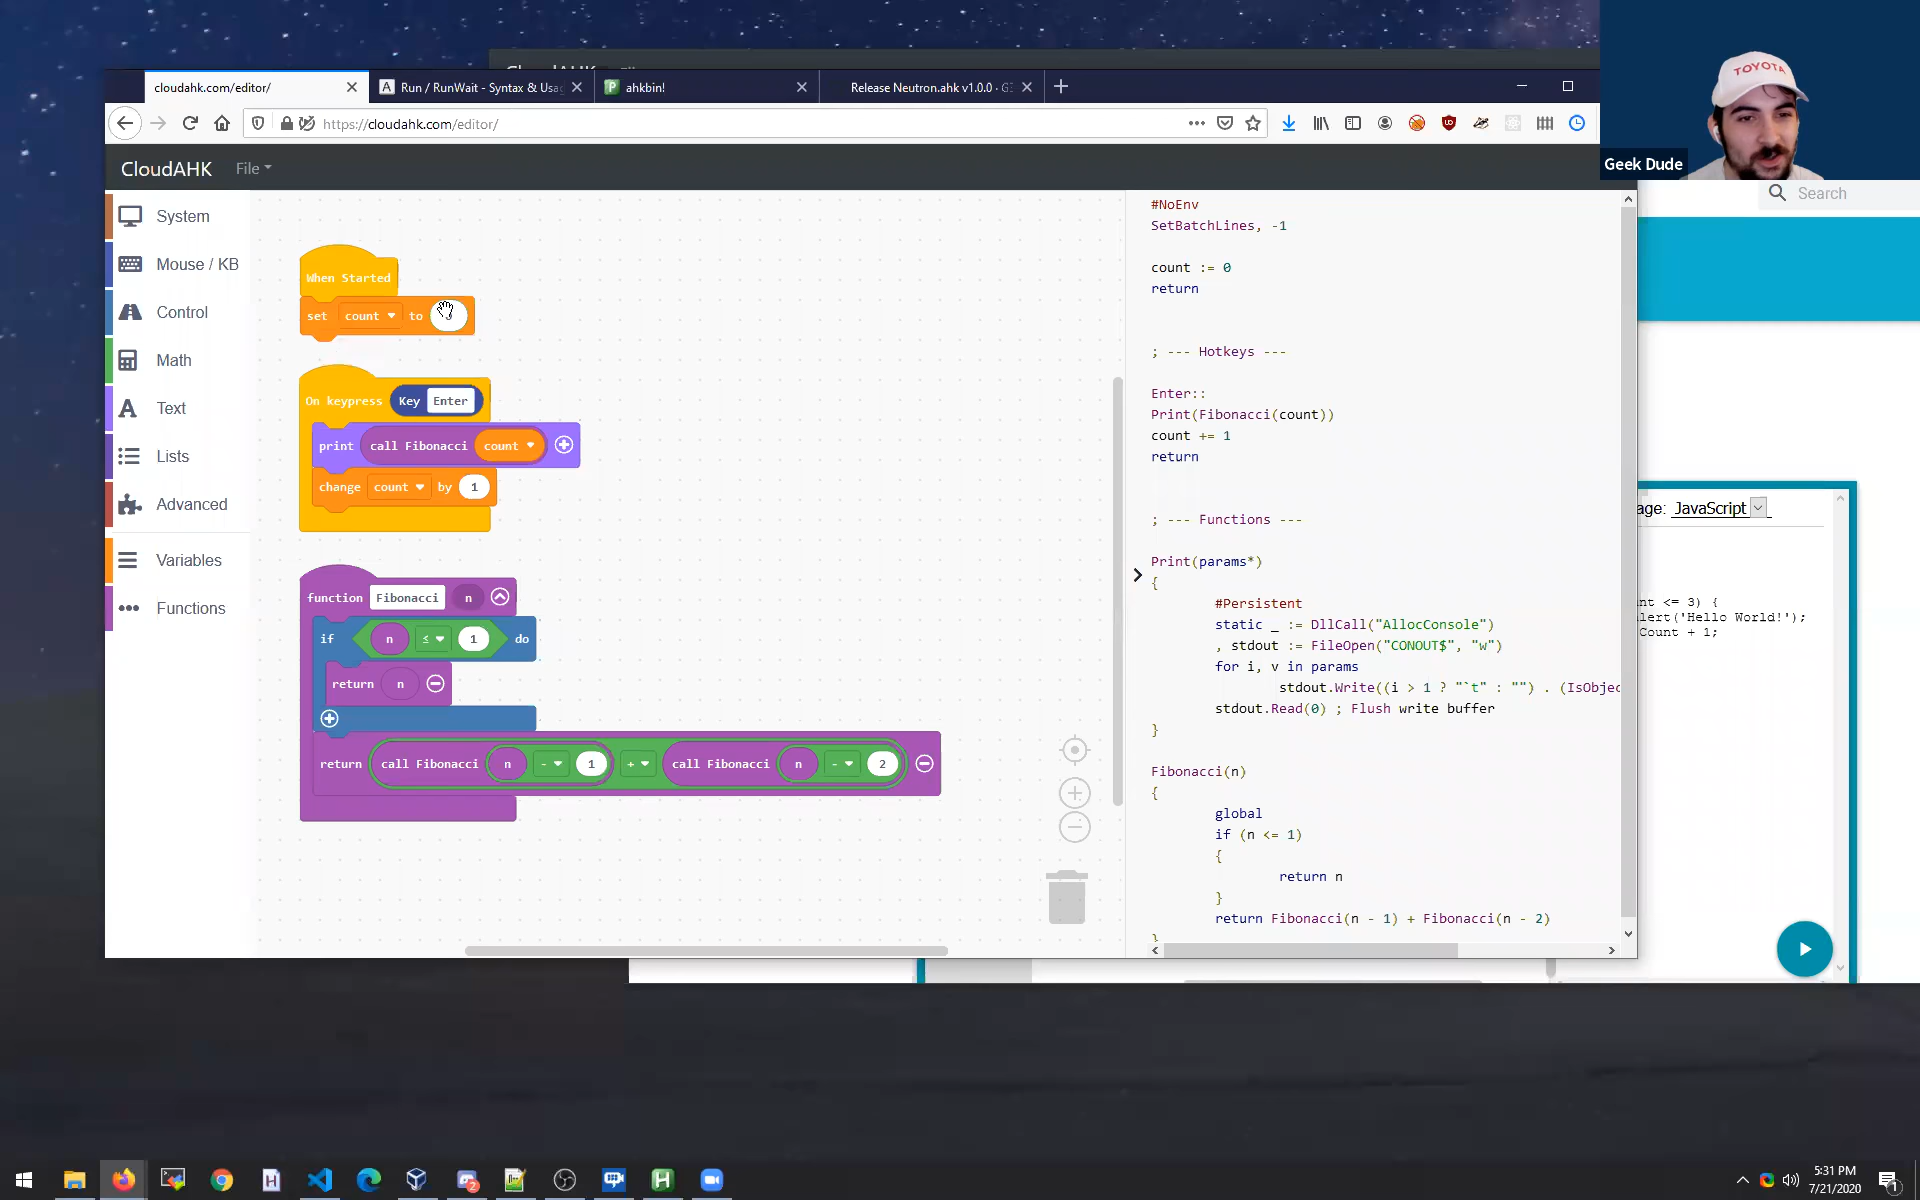 cloudahk.com/editor/
Run / RunWait - Syntax & Usa
ahkbin!
Release Neutron.ahk v1.0.0 · G
https://cloudahk.com/editor/
TOYOTA
Geek Dude
CloudAHK
File
Search
System
Mouse / KB
Control
Math
Text
Lists
Advanced
Variables
Functions
When Started
set count to
On keypress Key Enter
print call Fibonacci count
change count by 1
function Fibonacci n
if n ≤ 1 do
return n
return call Fibonacci n - 1 + call Fibonacci n - 2
#NoEnv
SetBatchLines, -1
count := 0
return
; --- Hotkeys ---
Enter::
Print(Fibonacci(count))
count += 1
return
; --- Functions ---
Print(params*)
{
#Persistent
static _ := DllCall("AllocConsole")
, stdout := FileOpen("CONOUT$", "w")
for i, v in params
stdout.Write((i > 1 ? "`t" : "") . (IsObjec
stdout.Read(0) ; Flush write buffer
}
Fibonacci(n)
{
global
if (n <= 1)
{
return n
}
return Fibonacci(n - 1) + Fibonacci(n - 2)
}
age: JavaScript
nt <= 3) {
lert('Hello World!');
Count + 1;
5:31 PM
7/21/2020